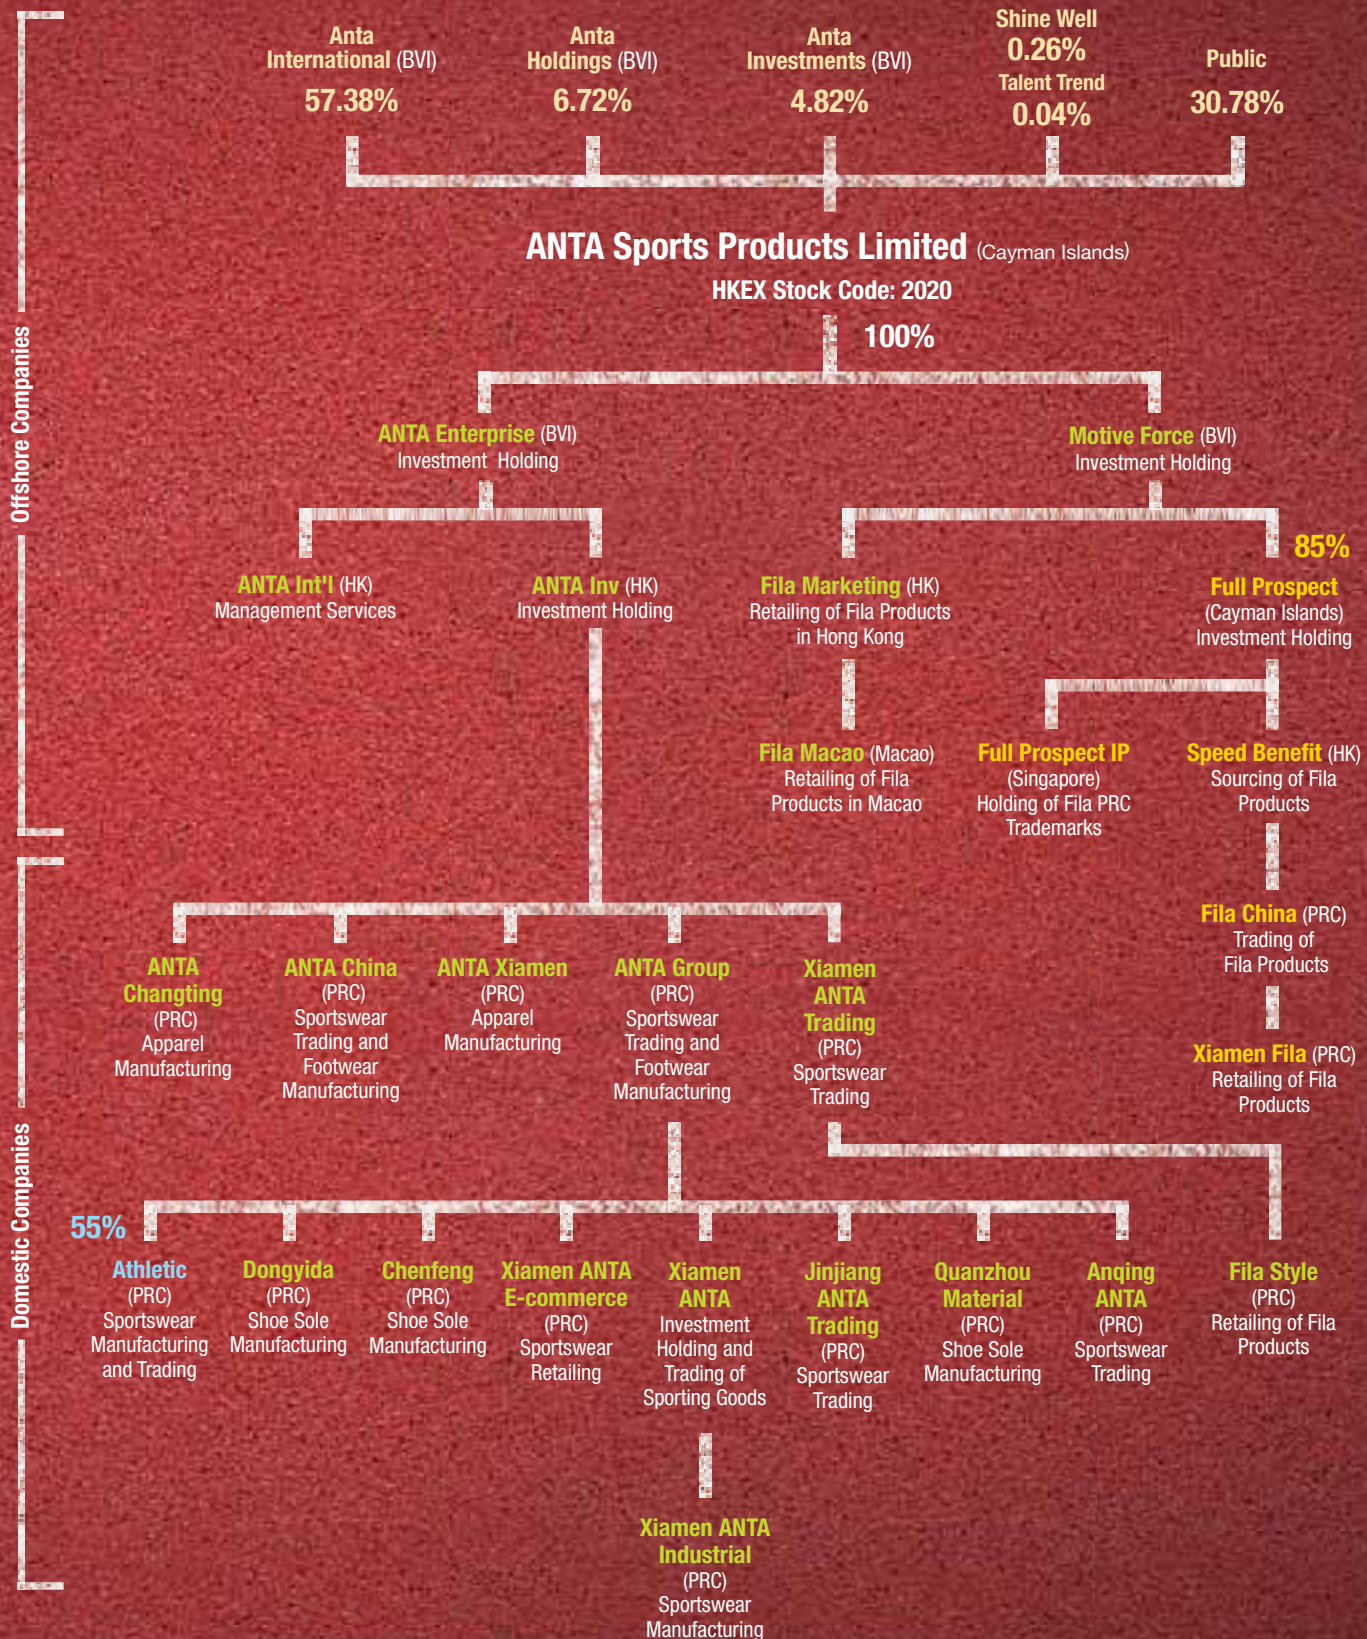 Anta
International (BVI)
57.38%
Anta
Holdings (BVI)
6.72%
Anta
Investments (BVI)
4.82%
Shine Well
0.26%
Talent Trend
0.04%
Public
30.78%
ANTA Sports Products Limited (Cayman Islands)
HKEX Stock Code: 2020
100%
Offshore Companies
ANTA Enterprise (BVI)
Investment Holding
Motive Force (BVI)
Investment Holding
ANTA Int'l (HK)
Management Services
ANTA Inv (HK)
Investment Holding
Fila Marketing (HK)
Retailing of Fila Products
in Hong Kong
85%
Full Prospect
(Cayman Islands)
Investment Holding
Fila Macao (Macao)
Retailing of Fila
Products in Macao
Full Prospect IP
(Singapore)
Holding of Fila PRC
Trademarks
Speed Benefit (HK)
Sourcing of Fila
Products
Fila China (PRC)
Trading of
Fila Products
Xiamen Fila (PRC)
Retailing of Fila
Products
Domestic Companies
ANTA
Changting
(PRC)
Apparel
Manufacturing
ANTA China
(PRC)
Sportswear
Trading and
Footwear
Manufacturing
ANTA Xiamen
(PRC)
Apparel
Manufacturing
ANTA Group
(PRC)
Sportswear
Trading and
Footwear
Manufacturing
Xiamen
ANTA
Trading
(PRC)
Sportswear
Trading
55%
Athletic
(PRC)
Sportswear
Manufacturing
and Trading
Dongyida
(PRC)
Shoe Sole
Manufacturing
Chenfeng
(PRC)
Shoe Sole
Manufacturing
Xiamen ANTA
E-commerce
(PRC)
Sportswear
Retailing
Xiamen
ANTA
Investment
Holding and
Trading of
Sporting Goods
Jinjiang
ANTA
Trading
(PRC)
Sportswear
Trading
Quanzhou
Material
(PRC)
Shoe Sole
Manufacturing
Anqing
ANTA
(PRC)
Sportswear
Trading
Fila Style
(PRC)
Retailing of Fila
Products
Xiamen ANTA
Industrial
(PRC)
Sportswear
Manufacturing